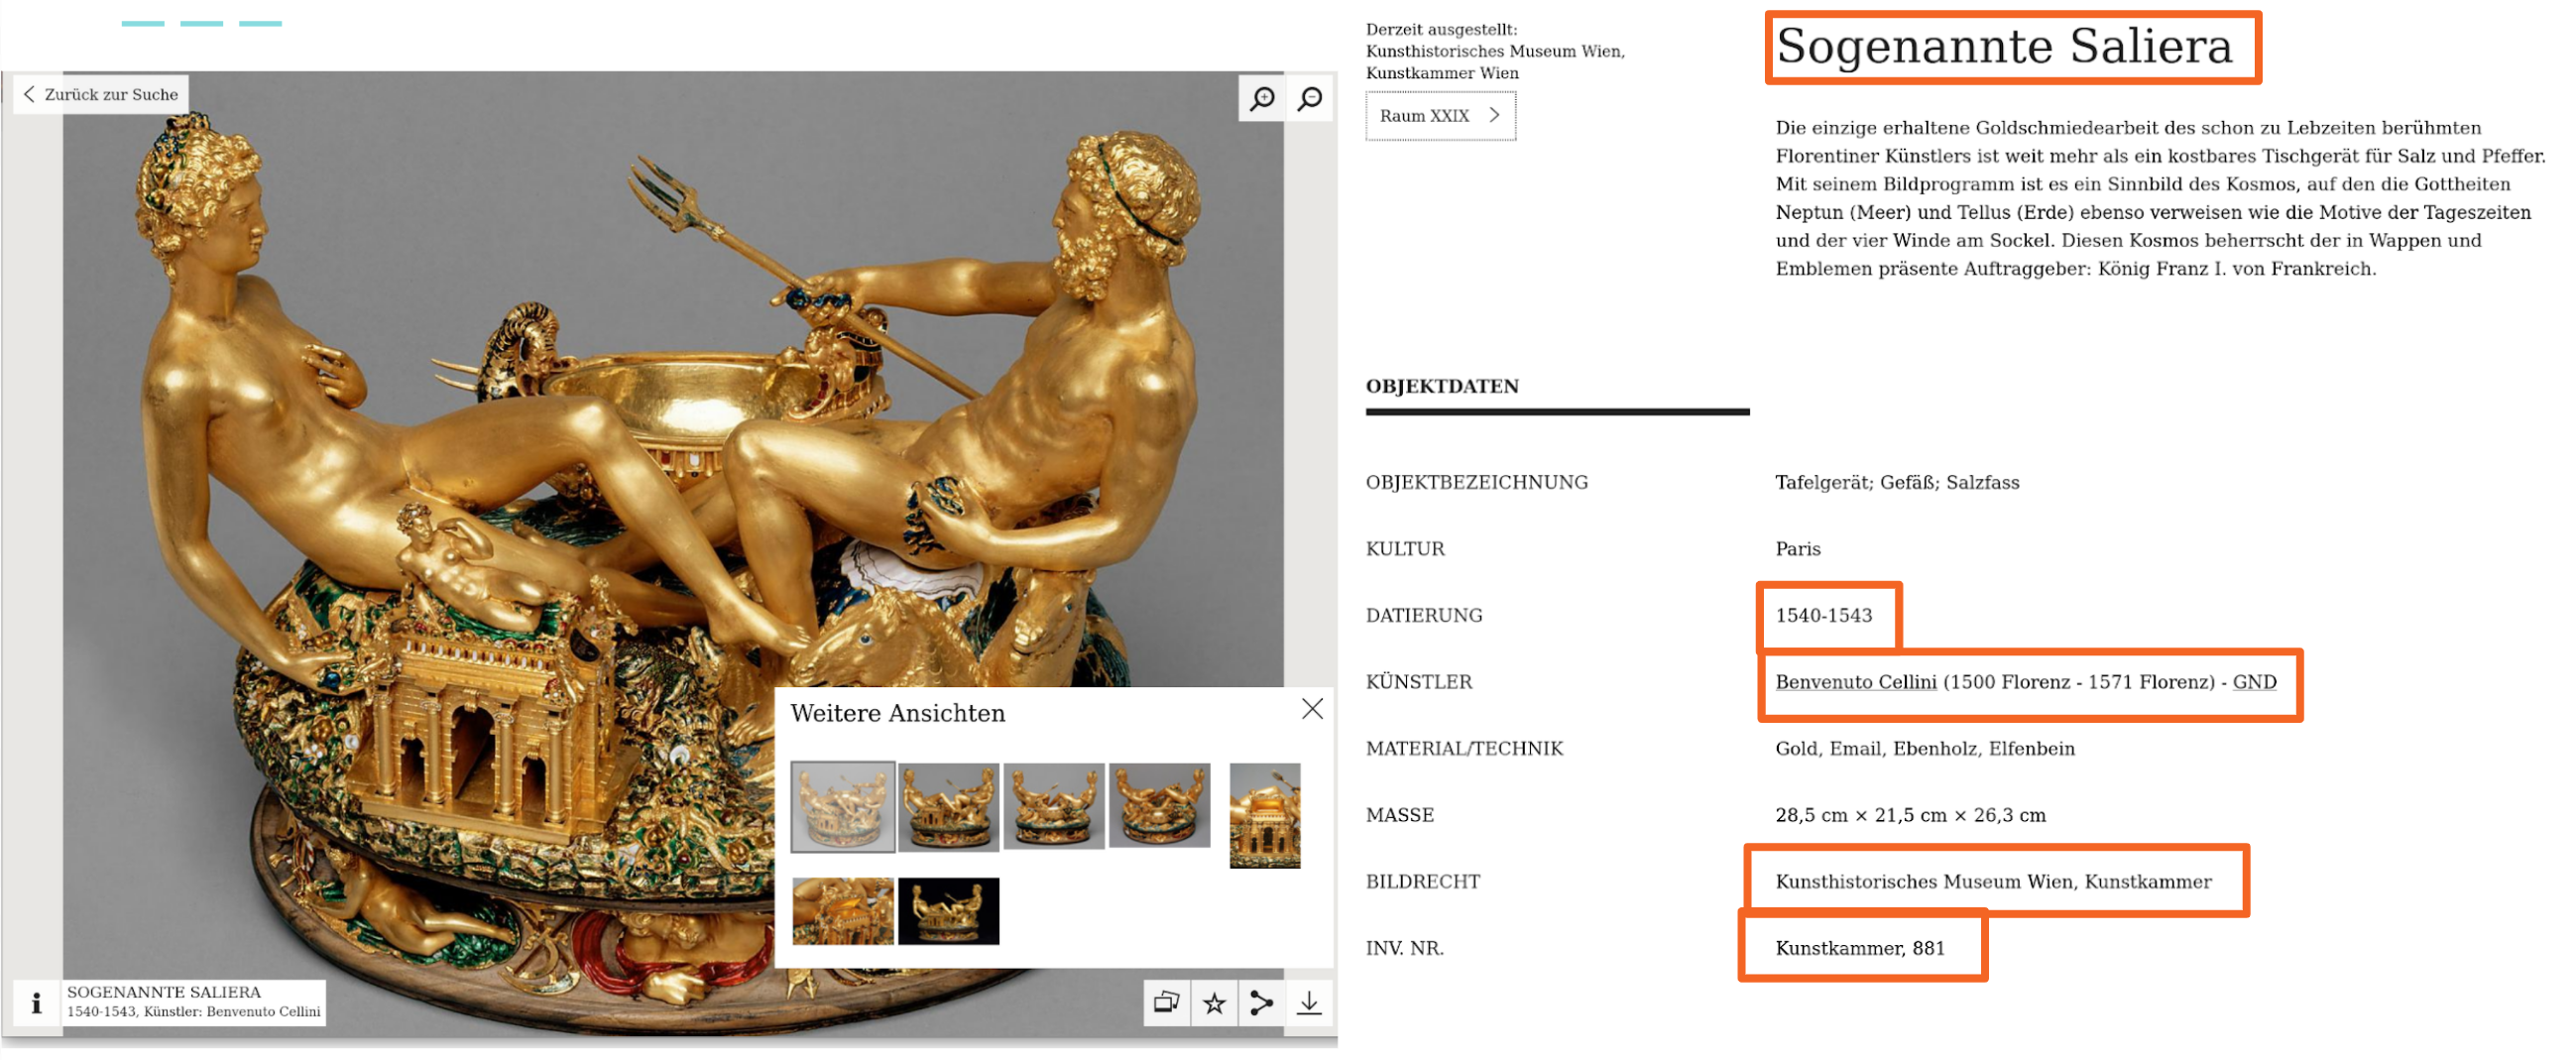 Zurück zur Suche
Weitere Ansichten
SOGENANNTE SALIERA
1540-1543, Künstler: Benvenuto Cellini
Derzeit ausgestellt:
Kunsthistorisches Museum Wien,
Kunstkammer Wien
Raum XXIX
Sogenannte Saliera
Die einzige erhaltene Goldschmiedearbeit des schon zu Lebzeiten berühmten
Florentiner Künstlers ist weit mehr als ein kostbares Tischgerät für Salz und Pfeffer.
Mit seinem Bildprogramm ist es ein Sinnbild des Kosmos, auf den die Gottheiten
Neptun (Meer) und Tellus (Erde) ebenso verweisen wie die Motive der Tageszeiten
und der vier Winde am Sockel. Diesen Kosmos beherrscht der in Wappen und
Emblemen präsente Auftraggeber: König Franz I. von Frankreich.
OBJEKTDATEN
OBJEKTBEZEICHNUNG Tafelgerät; Gefäß; Salzfass
KULTUR Paris
DATIERUNG 1540-1543
KÜNSTLER Benvenuto Cellini (1500 Florenz - 1571 Florenz) - GND
MATERIAL/TECHNIK Gold, Email, Ebenholz, Elfenbein
MASSE 28,5 cm × 21,5 cm × 26,3 cm
BILDRECHT Kunsthistorisches Museum Wien, Kunstkammer
INV. NR. Kunstkammer, 881